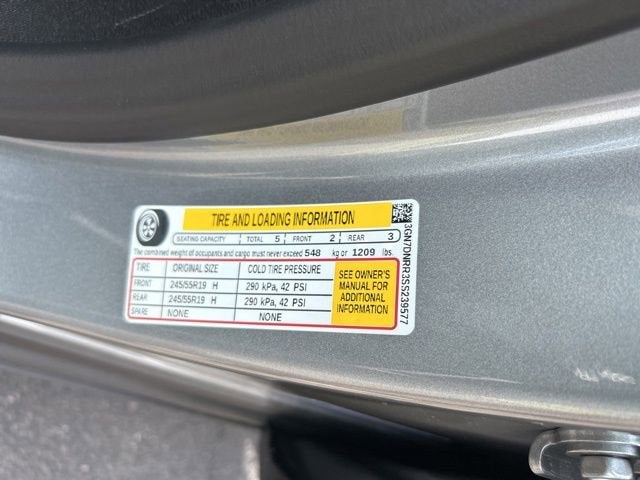 TIRE AND LOADING INFORMATION
SEATING CAPACITY TOTAL 5 FRONT 2 REAR 3
The combined weight of occupants and cargo must never exceed 548 kg or 1209 lbs.
TIRE ORIGINAL SIZE COLD TIRE PRESSURE
FRONT 245/55R19 H 290 kPa, 42 PSI
REAR 245/55R19 H 290 kPa, 42 PSI
SPARE NONE NONE
SEE OWNER'S
MANUAL FOR
ADDITIONAL
INFORMATION
3GN7DNRR3SS239577